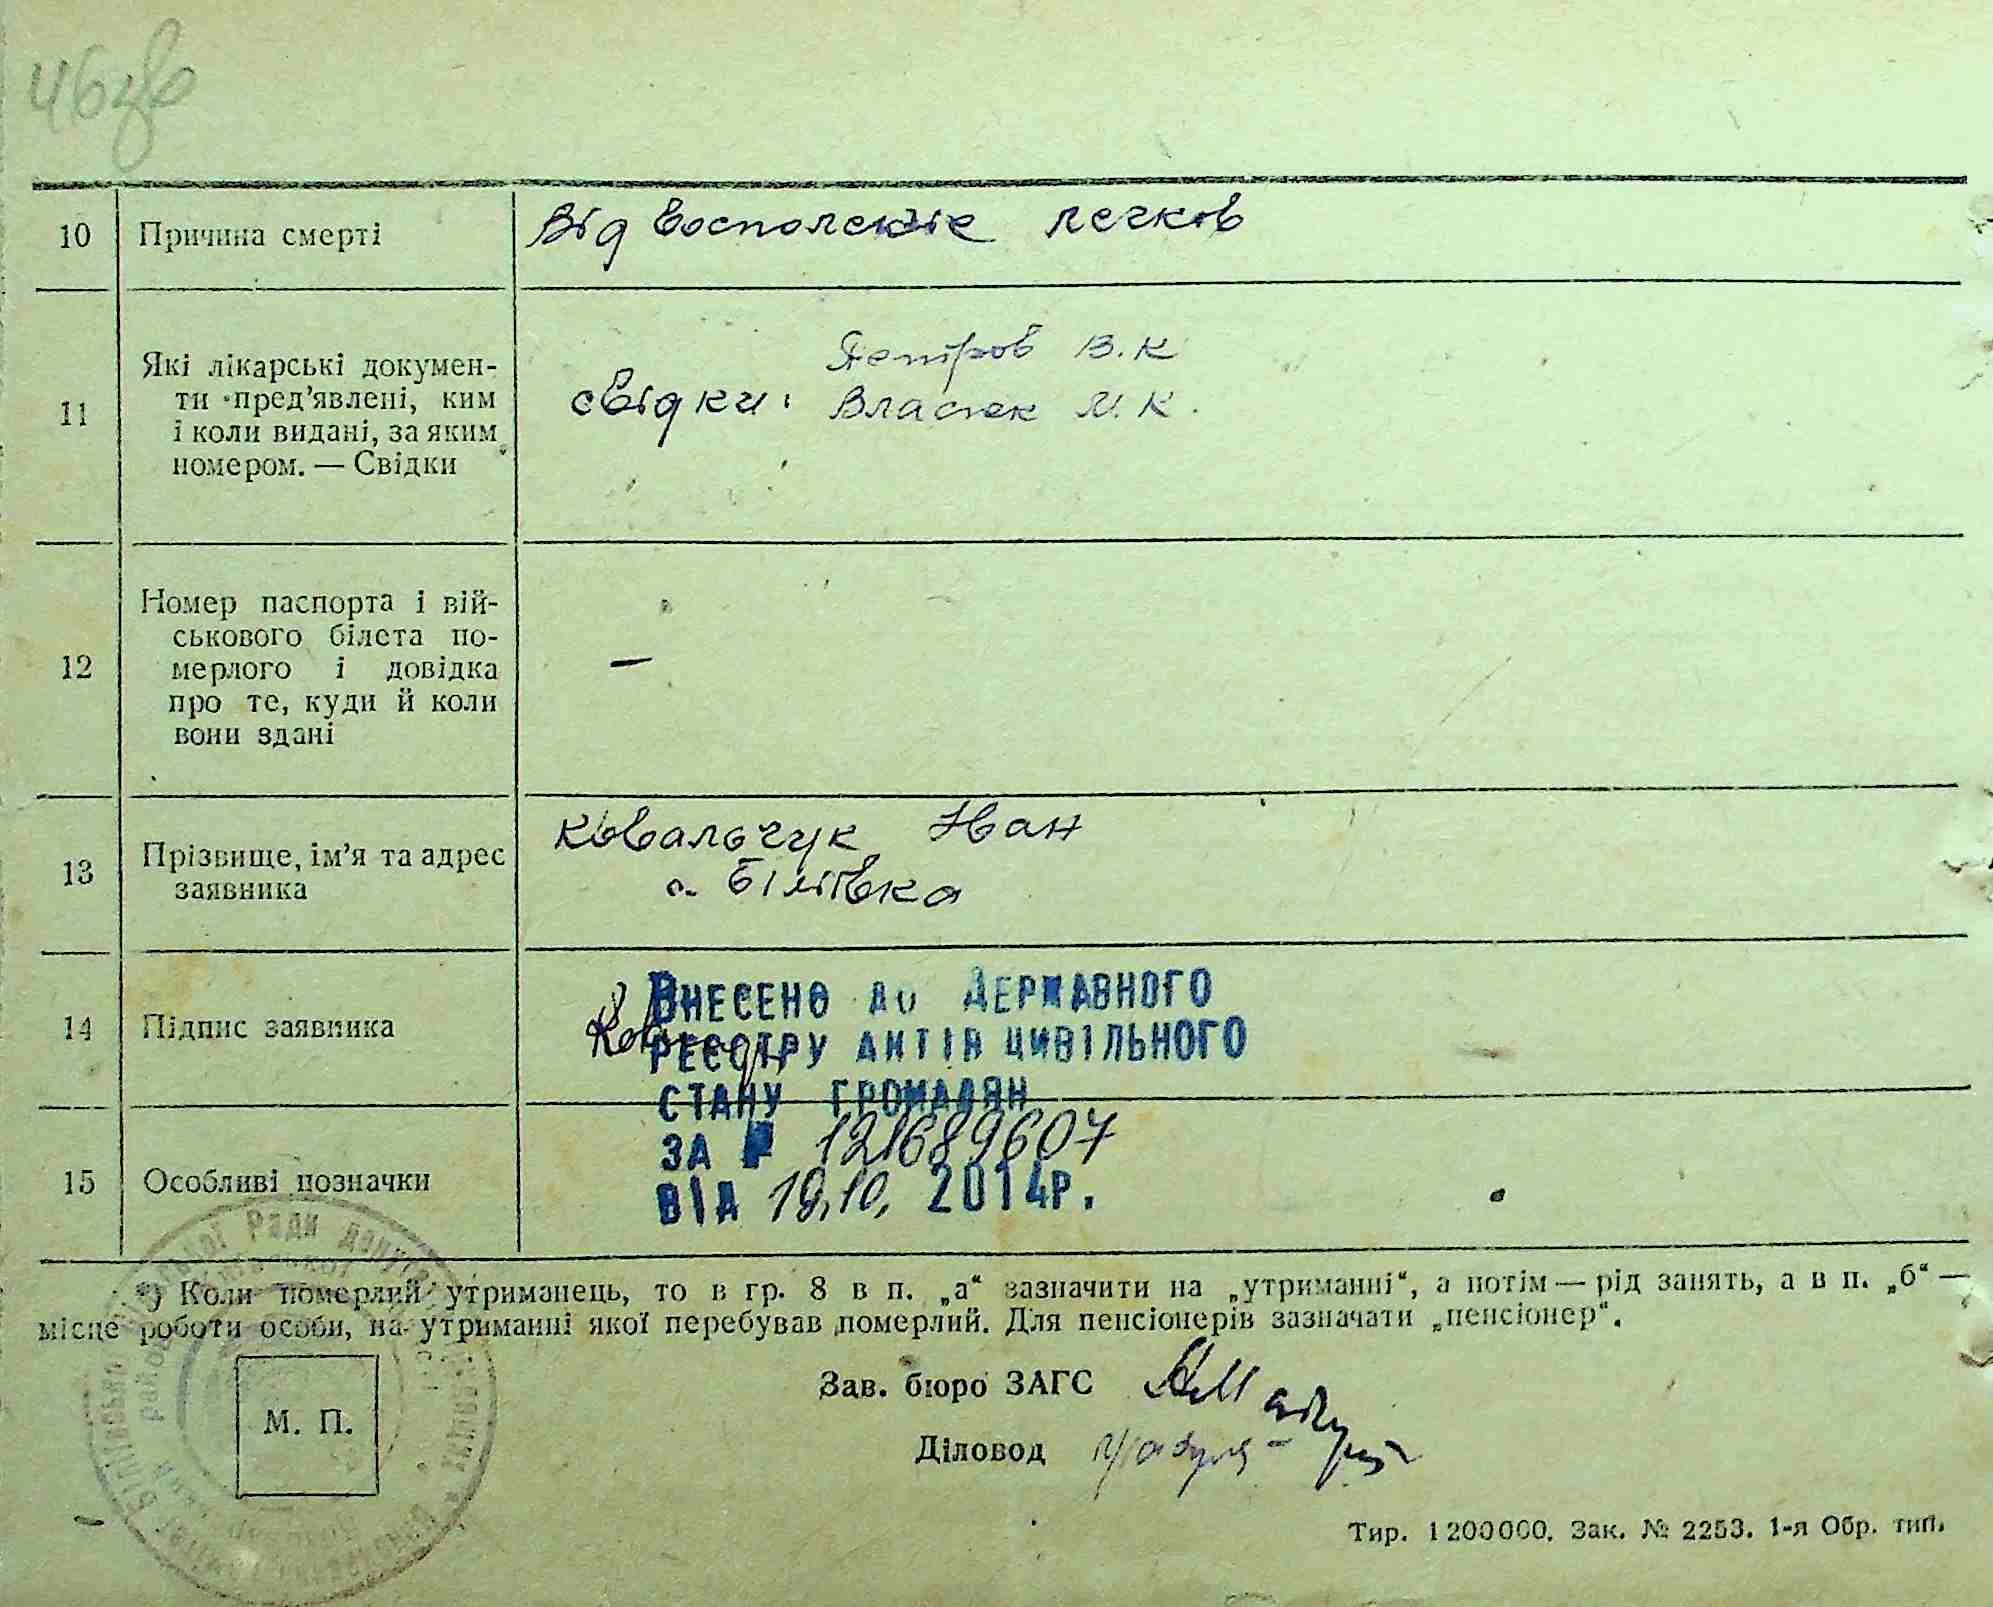 46зв
10 Причина смерті Від восполекіе легков
11 Які лікарські докумен-
ти пред’явлені, ким
і коли видані, за яким
номером. — Свідки
Петров В.К
свідки: Власюк М.К.
12 Номер паспорта і вій-
ськового білета по-
мерлого і довідка
про те, куди й коли
вони здані
—
13 Прізвище, ім’я та адрес
заявника
Ковальчук Иван
с. Білівка
14 Підпис заявника
Внесено до Державного
реєстру актів цивільного
стану громадян
за № 121689607
від 19.10. 2014р.
15 Особливі позначки
*) Коли померлий утриманець, то в гр. 8 в п. „а“ зазначити на „утриманні“, а потім — рід занять, а в п. „б“ —
місце роботи особи, на утриманні якої перебував померлий. Для пенсіонерів зазначати „пенсіонер“.
Зав. бюро ЗАГС
М. П.
Діловод
Тир. 1200000. Зак. № 2253. 1-я Обр. тип.